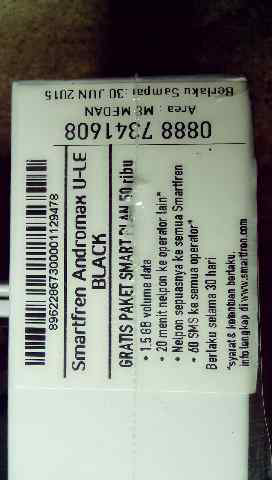 Berlaku Sampai : 30 JUN 2015
Area : M8 MEDAN
0888 7341608
896228673000001129478
Smartfren Andromax U-LE
BLACK
GRATIS PAKET SMART PLAN 50 ribu
• 1.5 GB volume data
• 20 menit nelpon ke operator lain*
• Nelpon sepuasnya ke semua Smartfren
• 60 SMS ke semua operator*
Berlaku selama 30 hari
*syarat & ketentuan berlaku.
info lengkap di www.smartfren.com